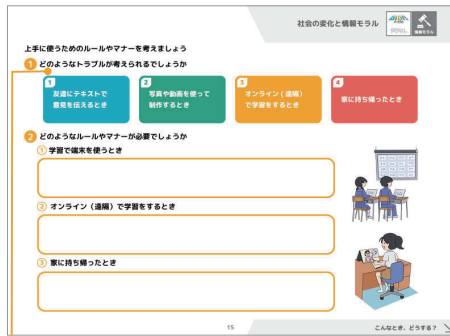 社会の変化と情報モラル
情報モラル
上手に使うためのルールやマナーを考えましょう
1 どのようなトラブルが考えられるでしょうか
1
友達にテキストで
意見を伝えるとき
2
写真や動画を使って
制作するとき
3
オンライン(遠隔)
で学習をするとき
4
家に持ち帰ったとき
2 どのようなルールやマナーが必要でしょうか
① 学習で端末を使うとき
② オンライン(遠隔)で学習をするとき
③ 家に持ち帰ったとき
15
こんなとき、どうする?